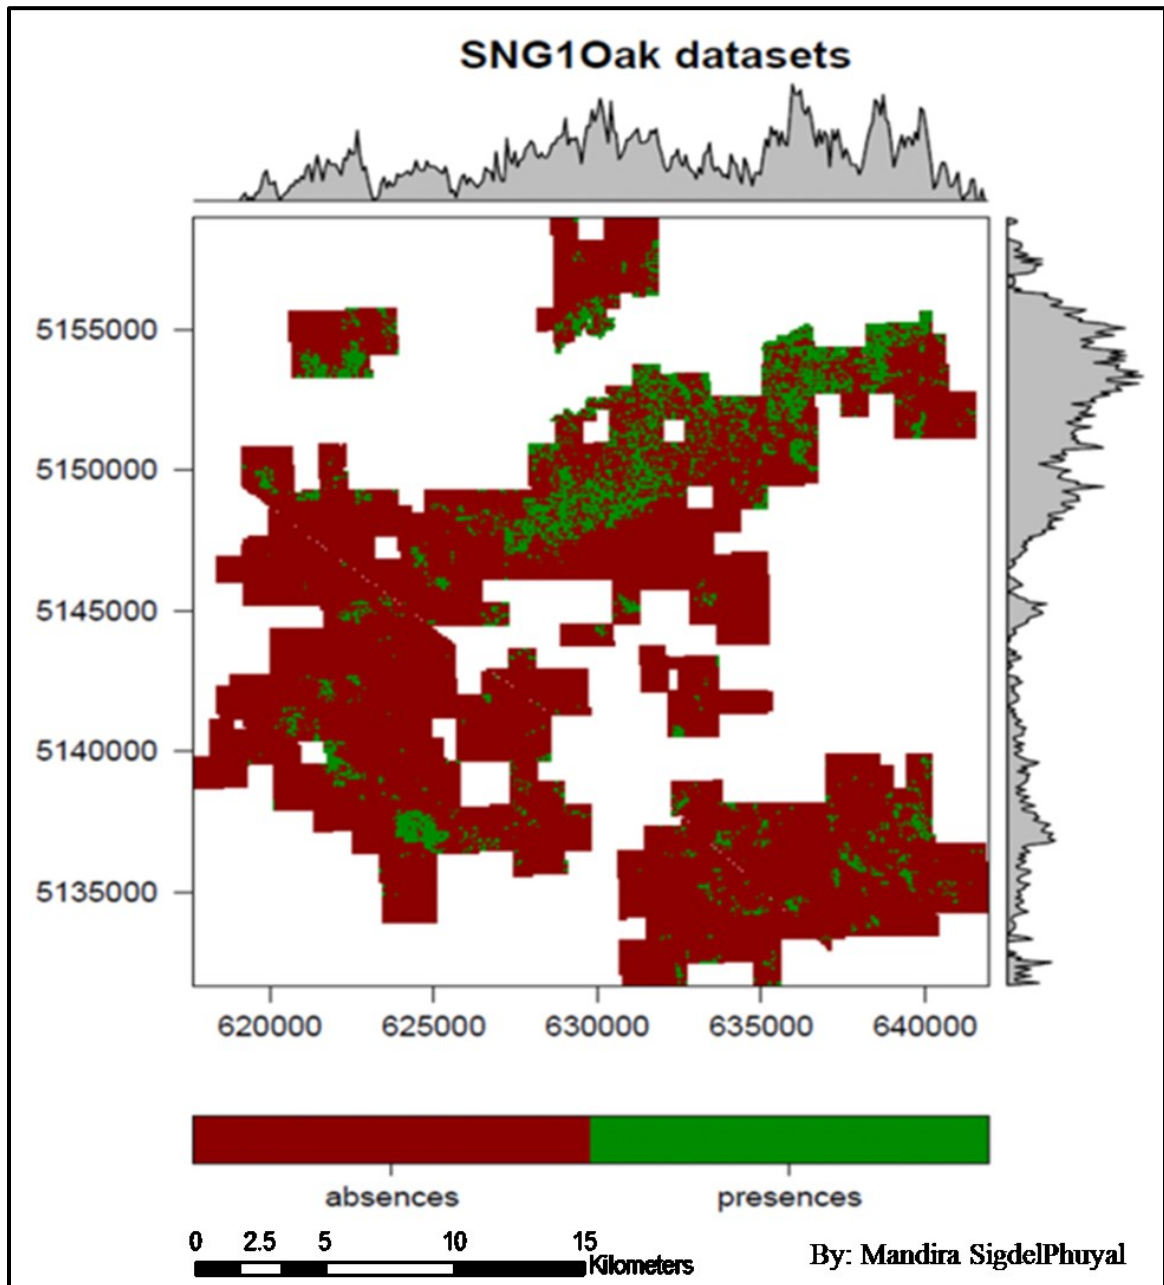 SNG1Oak datasets
5155000
5150000
5145000
5140000
5135000
620000 625000 630000 635000 640000
absences presences
0 2.5 5 10 15
Kilometers
By: Mandira SigdelPhuyal